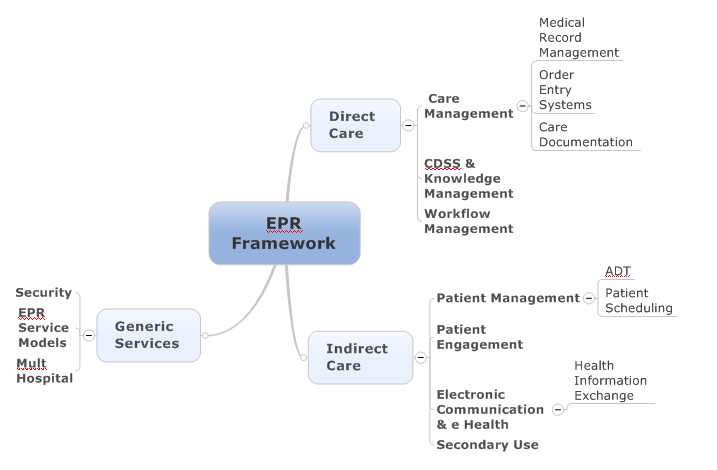 Medical
Record
Management
Order
Entry
Systems
Care
Documentation
Care
Management
Direct
Care
CDSS &
Knowledge
Management
Workflow
Management
EPR
Framework
Security
EPR
Service
Models
Mult
Hospital
Generic
Services
Indirect
Care
ADT
Patient Management
Patient
Scheduling
Patient
Engagement
Health
Information
Exchange
Electronic
Communication
& e Health
Secondary Use